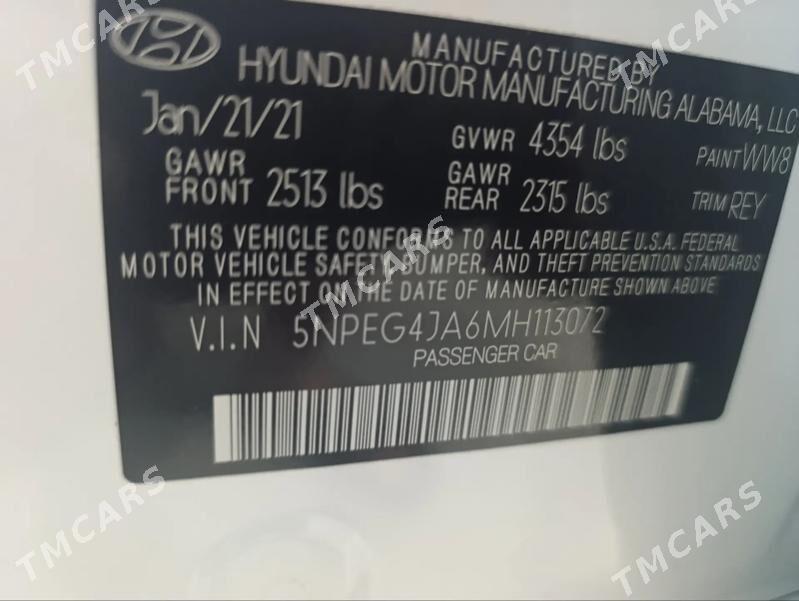 MANUFACTURED BY
HYUNDAI MOTOR MANUFACTURING ALABAMA, LLC
Jan/21/21 GVWR 4354 lbs PAINT WW8
GAWR FRONT 2513 lbs GAWR REAR 2315 lbs TRIM REY
THIS VEHICLE CONFORMS TO ALL APPLICABLE U.S.A. FEDERAL
MOTOR VEHICLE SAFETY, BUMPER, AND THEFT PREVENTION STANDARDS
IN EFFECT ON THE DATE OF MANUFACTURE SHOWN ABOVE
V.I.N 5NPEG4JA6MH113072
PASSENGER CAR
TMCARS
TMCARS
TMCARS
TMCARS
TMCARS